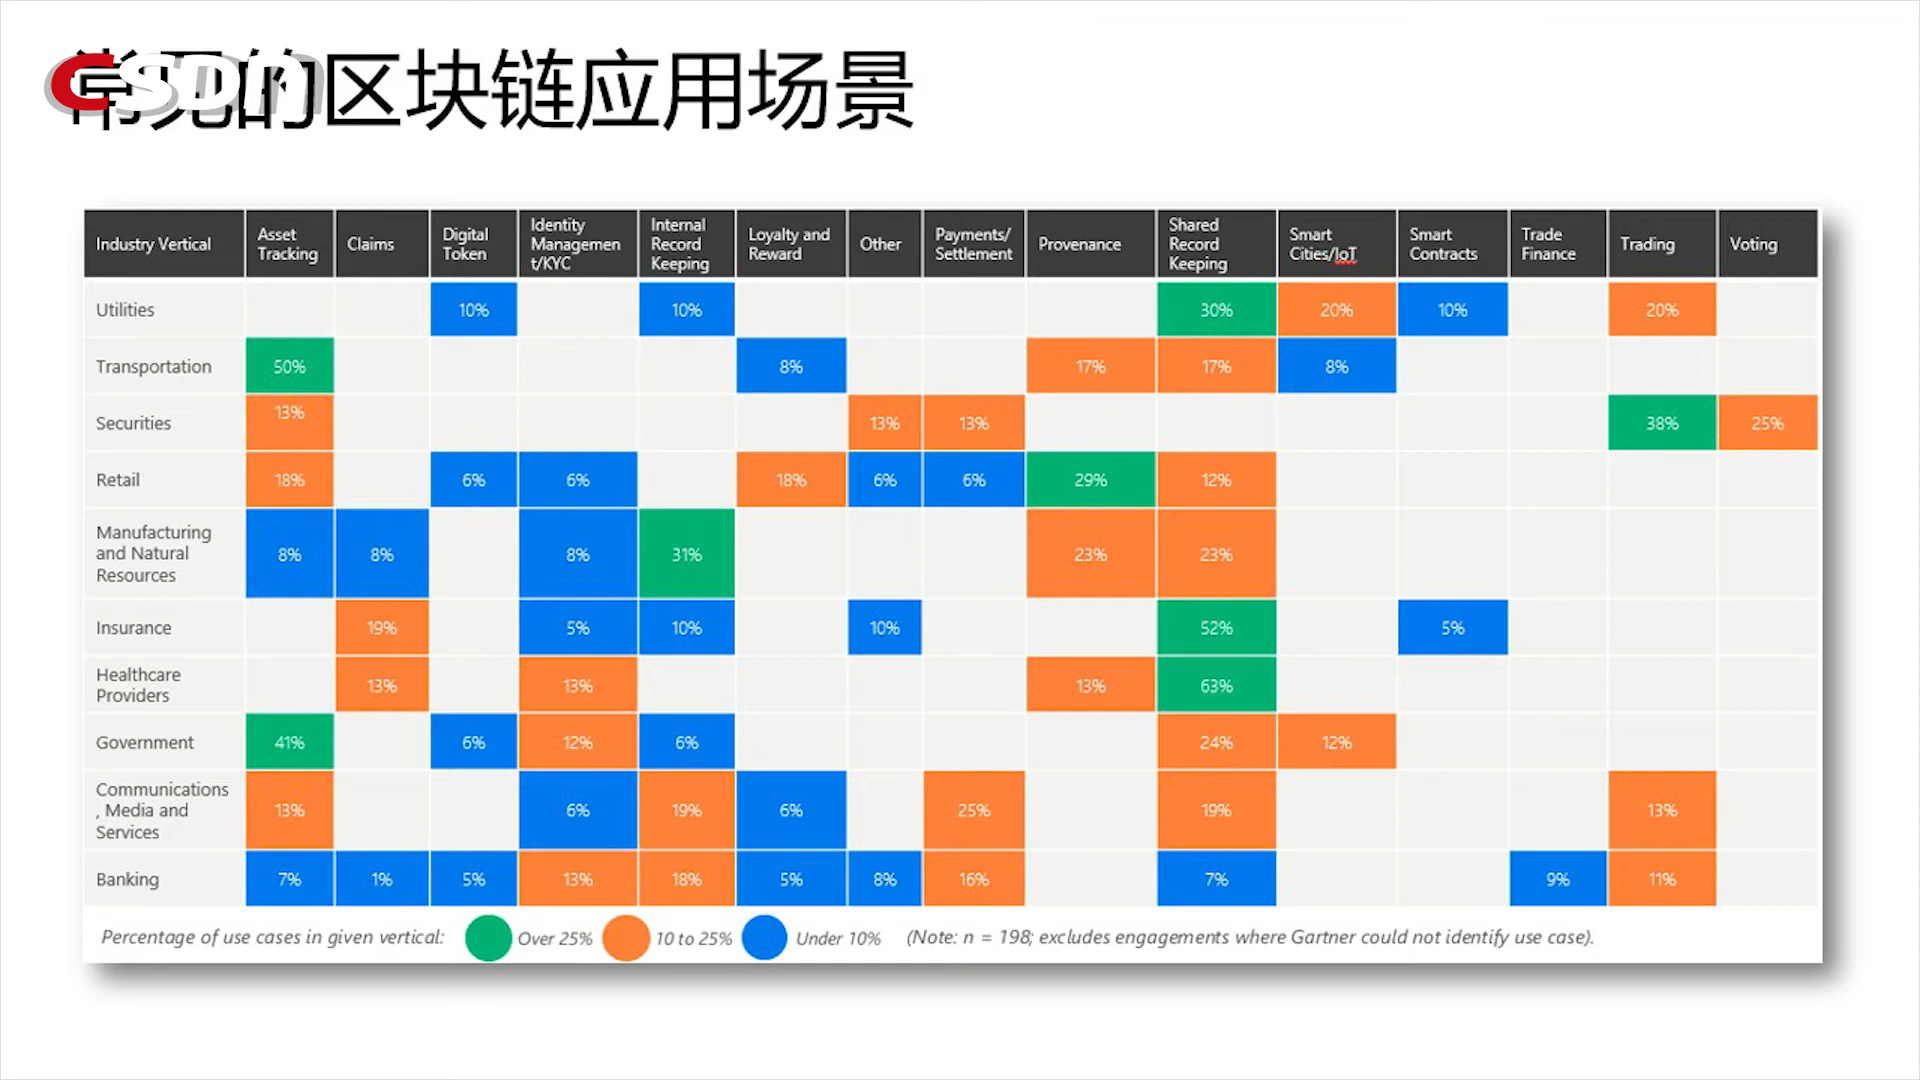 常见的区块链应用场景
CSDN
Industry Vertical Asset Tracking Claims Digital Token Identity Managemen t/KYC Internal Record Keeping Loyalty and Reward Other Payments/ Settlement Provenance Shared Record Keeping Smart Cities/IoT Smart Contracts Trade Finance Trading Voting
Utilities 10% 10% 30% 20% 10% 20%
Transportation 50% 8% 17% 17% 8%
Securities 13% 13% 13% 38% 25%
Retail 18% 6% 6% 18% 6% 6% 29% 12%
Manufacturing and Natural Resources 8% 8% 8% 31% 23% 23%
Insurance 19% 5% 10% 10% 52% 5%
Healthcare Providers 13% 13% 13% 63%
Government 41% 6% 12% 6% 24% 12%
Communications , Media and Services 13% 6% 19% 6% 25% 19% 13%
Banking 7% 1% 5% 13% 18% 5% 8% 16% 7% 9% 11%
Percentage of use cases in given vertical: Over 25% 10 to 25% Under 10% (Note: n = 198; excludes engagements where Gartner could not identify use case).